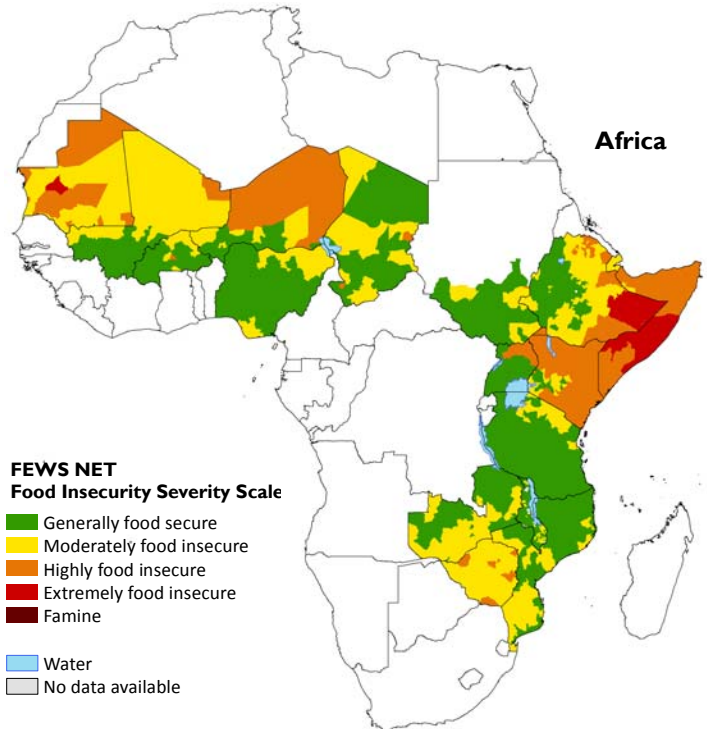 Africa
FEWS NET
Food Insecurity Severity Scale
Generally food secure
Moderately food insecure
Highly food insecure
Extremely food insecure
Famine
Water
No data available